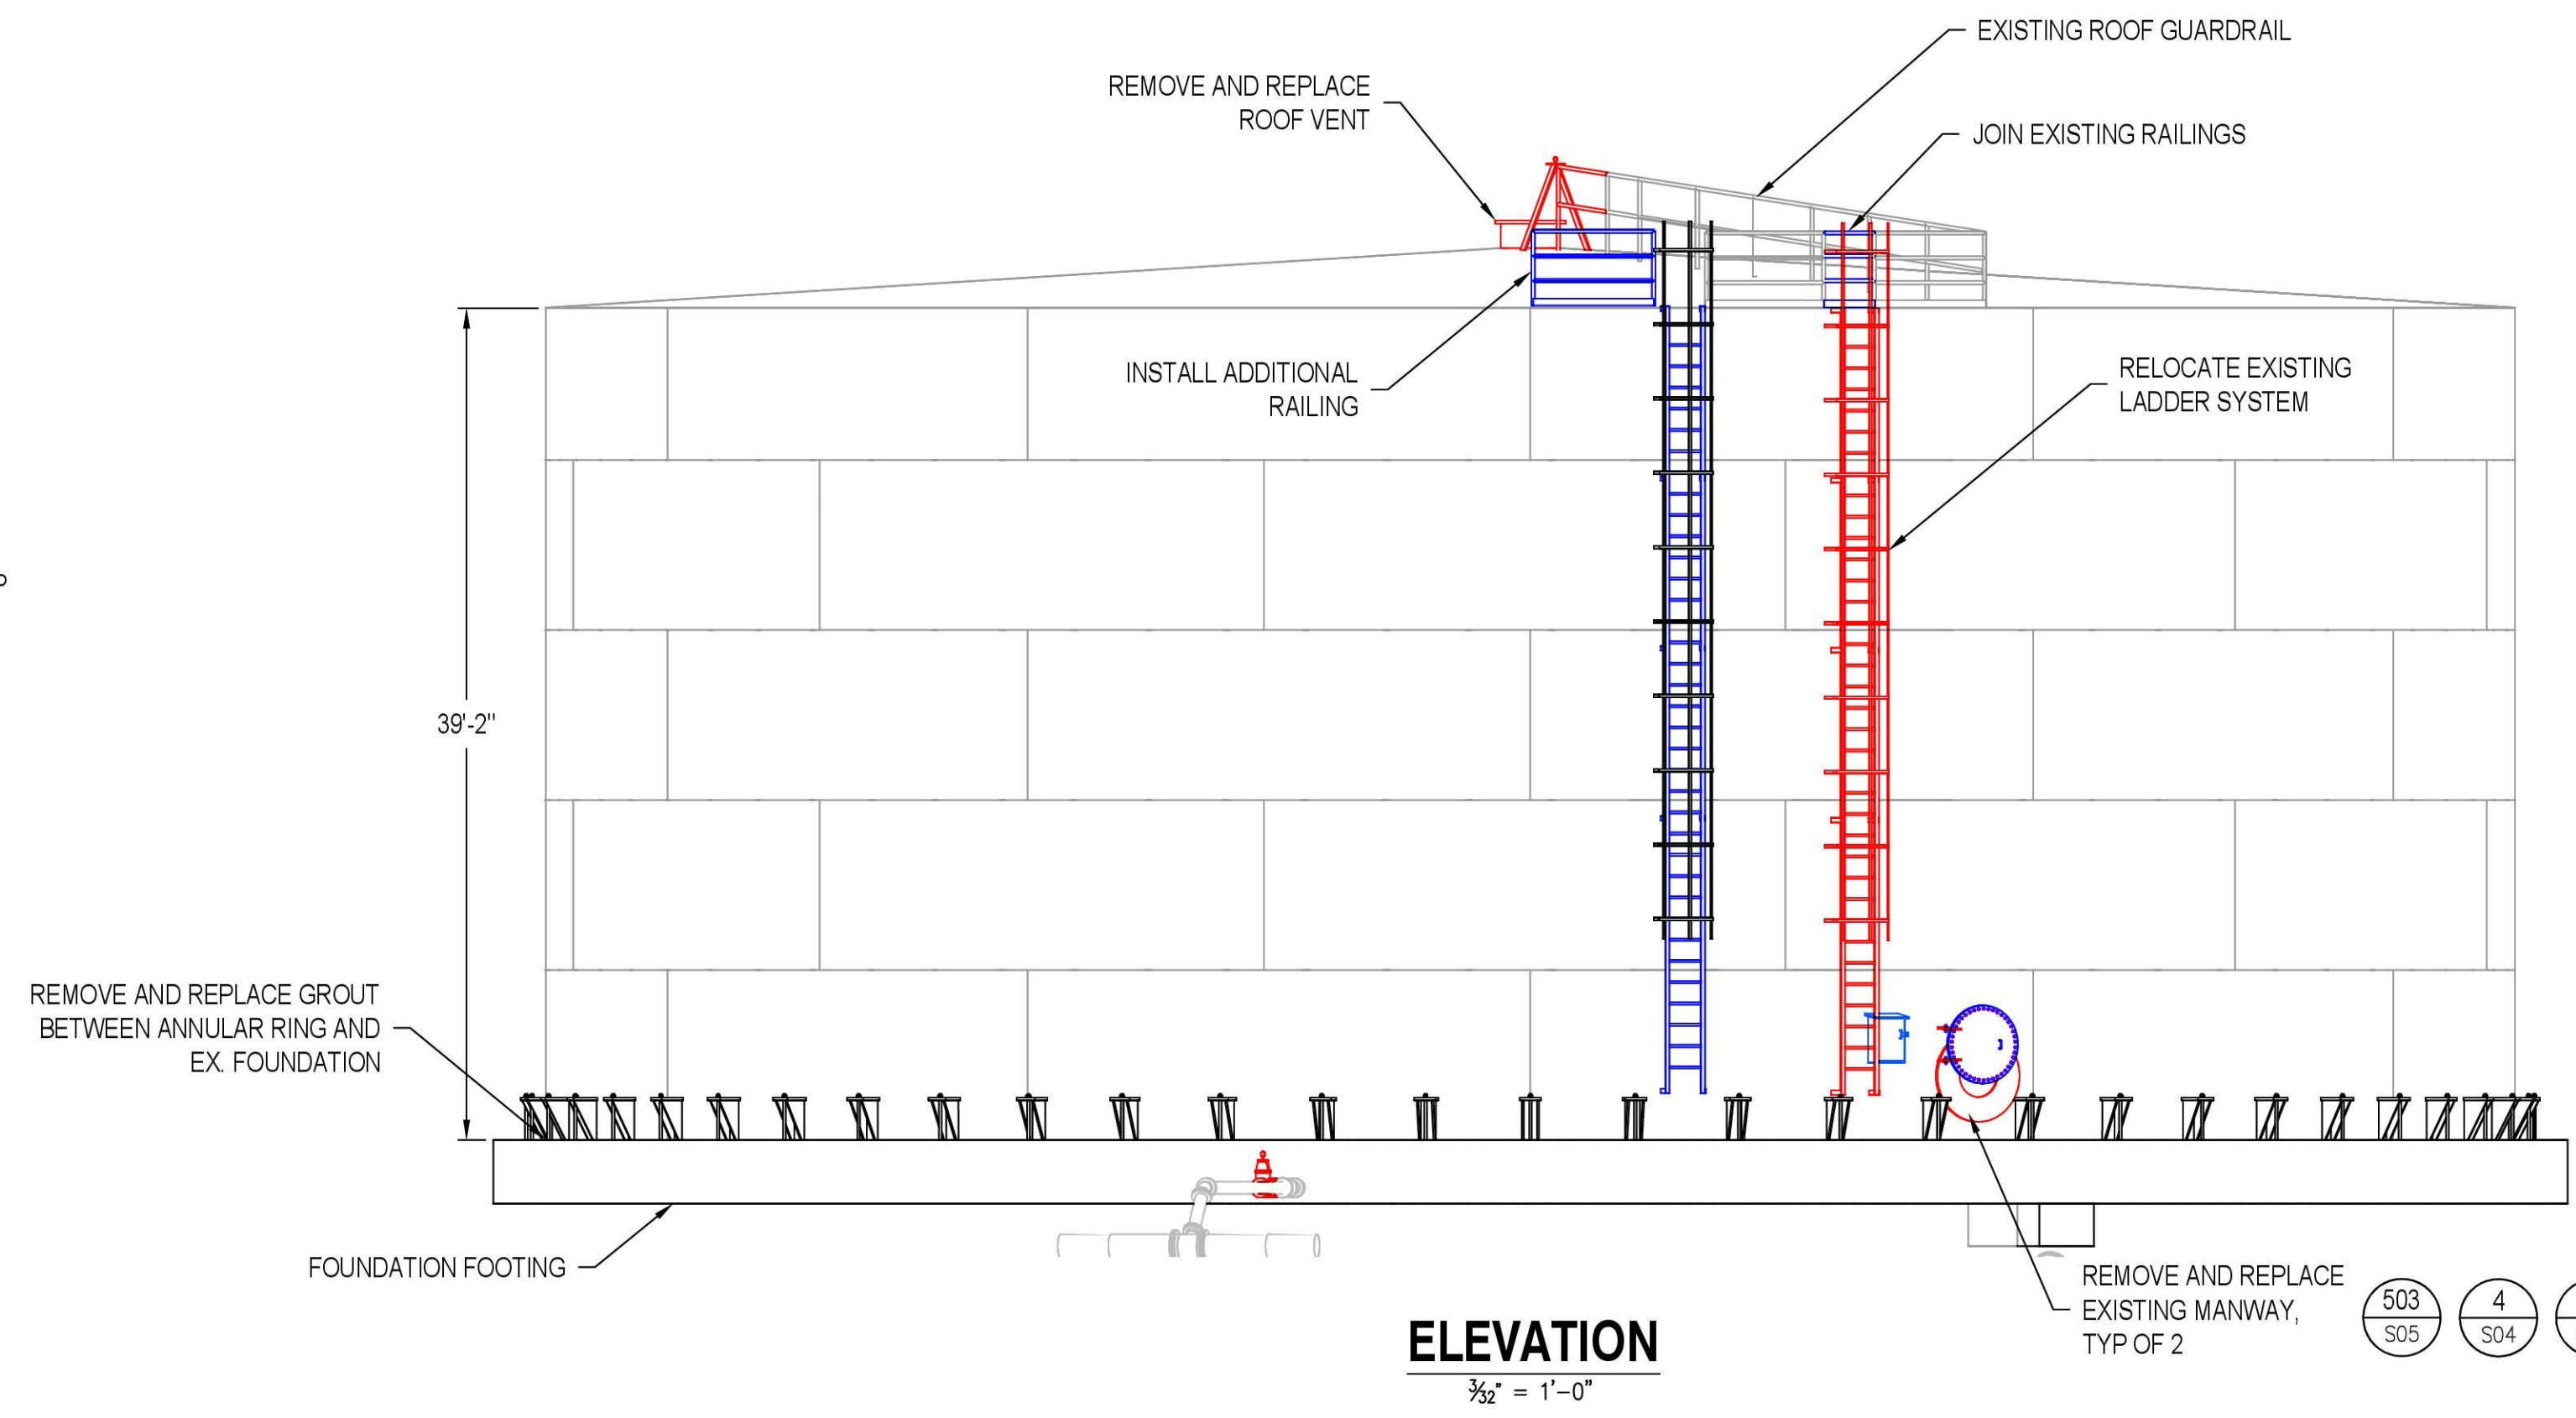 EXISTING ROOF GUARDRAIL
REMOVE AND REPLACE
ROOF VENT
JOIN EXISTING RAILINGS
INSTALL ADDITIONAL
RAILING
RELOCATE EXISTING
LADDER SYSTEM
39'-2"
REMOVE AND REPLACE GROUT
BETWEEN ANNULAR RING AND
EX. FOUNDATION
FOUNDATION FOOTING
REMOVE AND REPLACE
EXISTING MANWAY,
TYP OF 2
503
S05
4
S04
ELEVATION
3/32" = 1'-0"